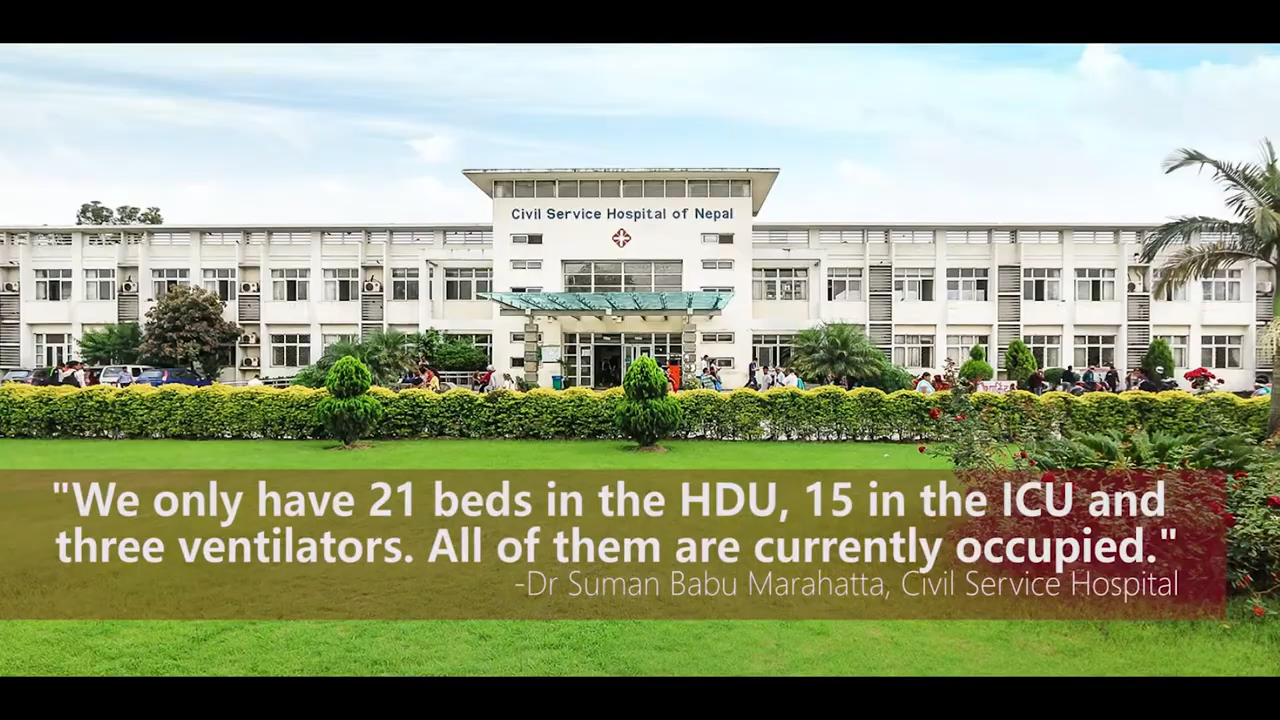 Civil Service Hospital of Nepal
"We only have 21 beds in the HDU, 15 in the ICU and
three ventilators. All of them are currently occupied."
-Dr Suman Babu Marahatta, Civil Service Hospital